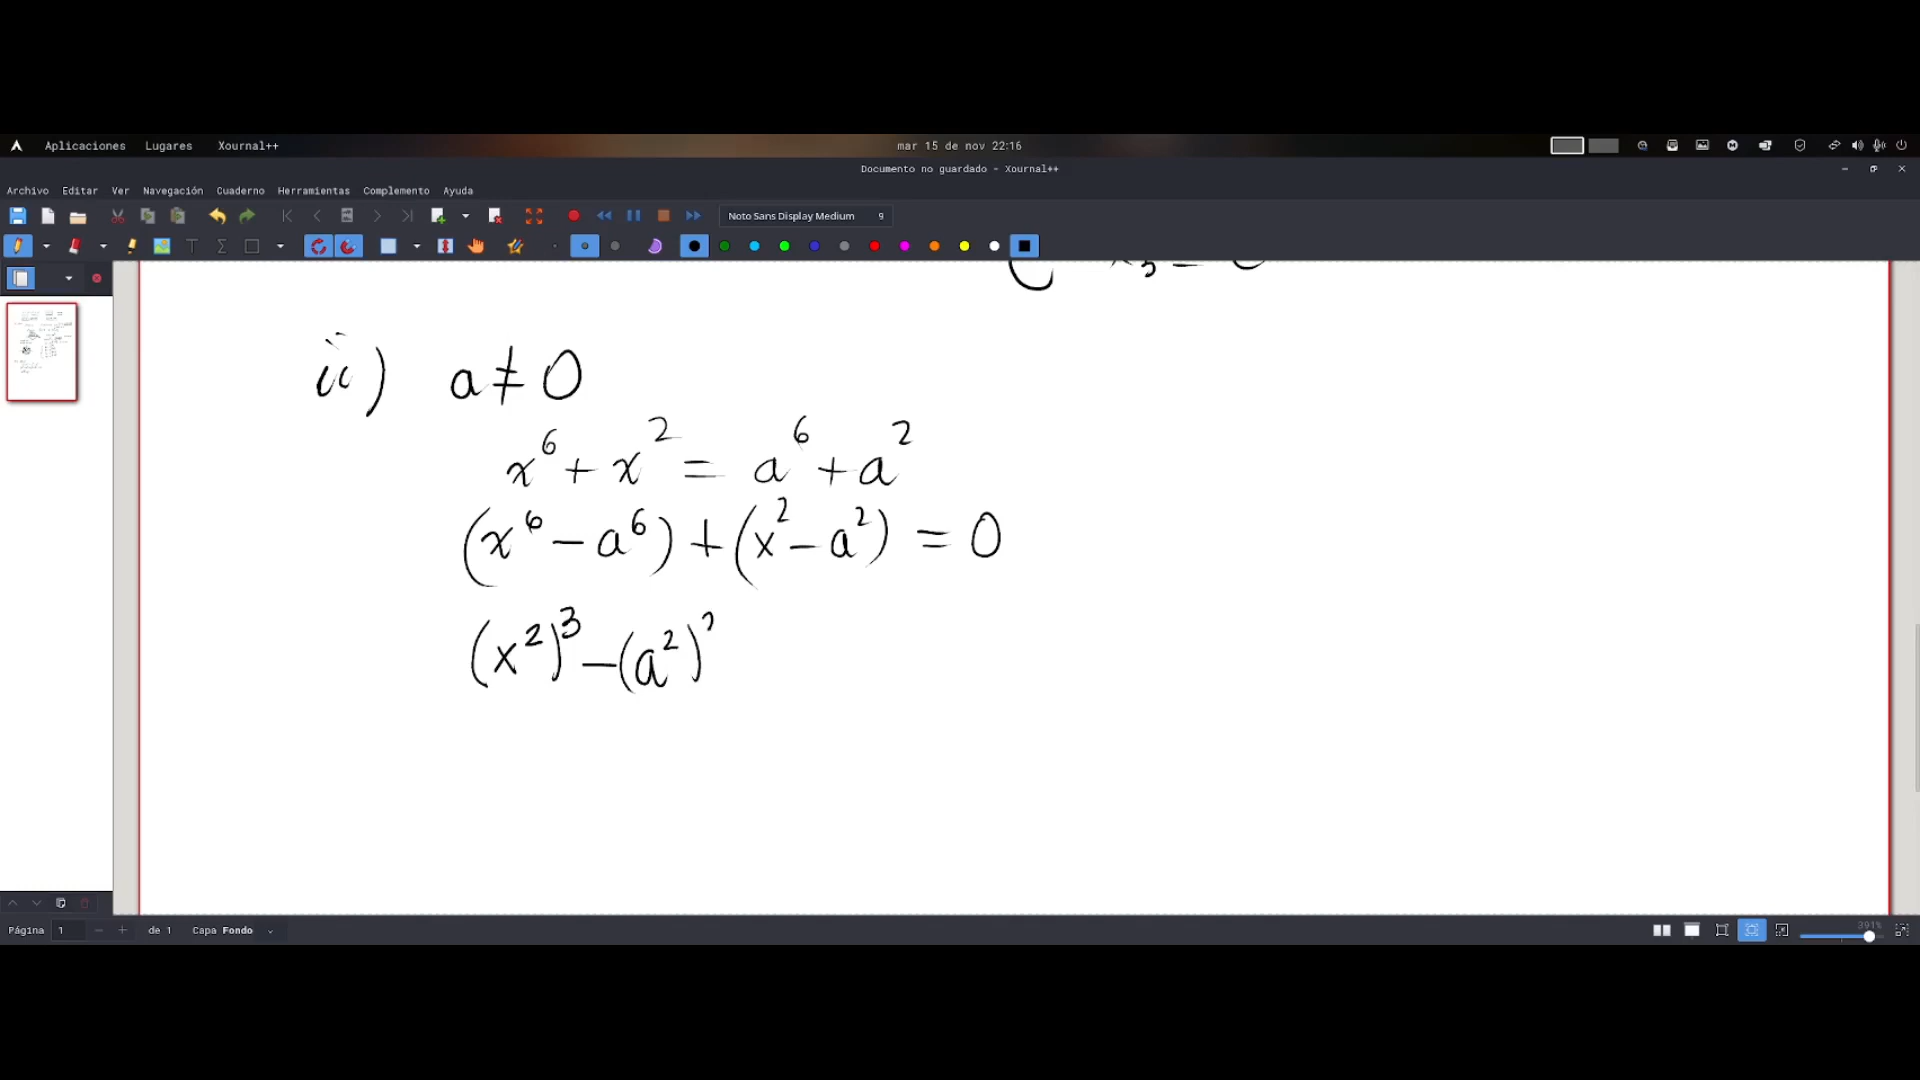 Aplicaciones Lugares Xournal++ mar 15 de nov 22:16
Documento no guardado - Xournal++
Archivo Editar Ver Navegación Cuaderno Herramientas Complemento Ayuda
Noto Sans Display Medium 9
ii) a ≠ 0
x⁶ + x² = a⁶ + a²
(x⁶ - a⁶) + (x² - a²) = 0
(x²)³ - (a²)
Página 1 de 1 Capa Fondo 391%